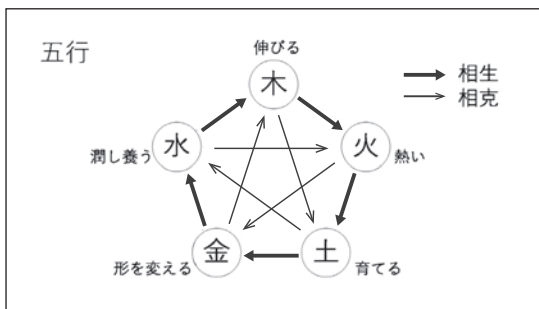 五行
伸びる
木
相生
相克
水
潤し養う
火
熱い
金
形を変える
土
育てる